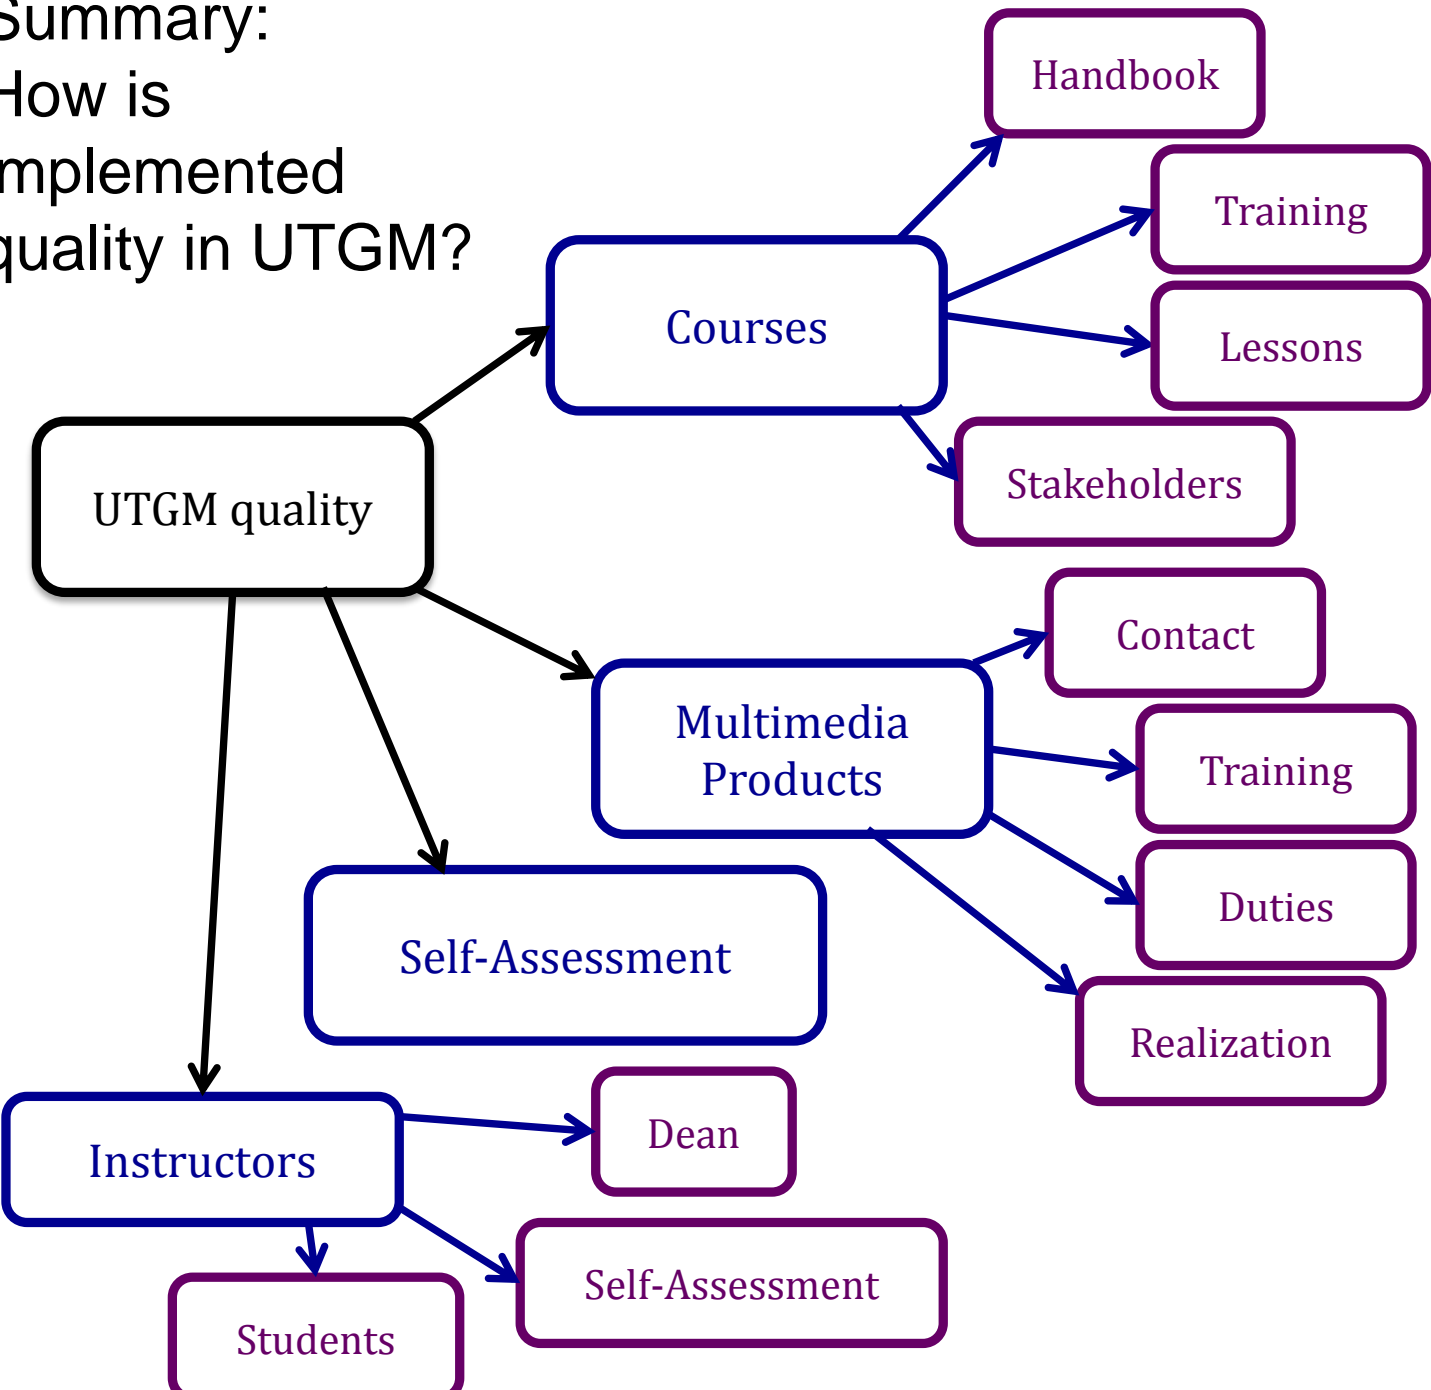 Summary:
How is
implemented
quality in UTGM?
Handbook
Training
Courses
Lessons
Stakeholders
UTGM quality
Contact
Multimedia
Products
Training
Duties
Self-Assessment
Realization
Dean
Instructors
Self-Assessment
Students